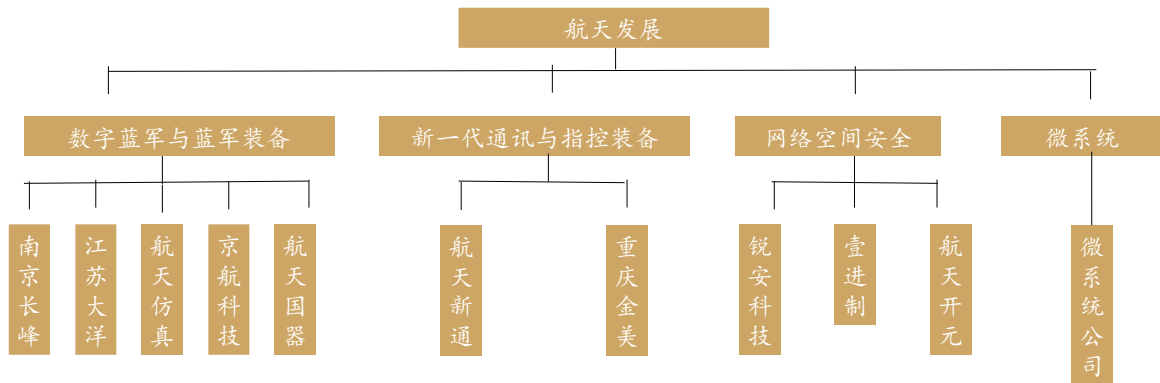 航天发展
数字蓝军与蓝军装备
新一代通讯与指控装备
网络空间安全
微系统
南京长峰
江苏大洋
航天仿真
京航科技
航天国器
航天新通
重庆金美
锐安科技
壹进制
航天开元
微系统公司